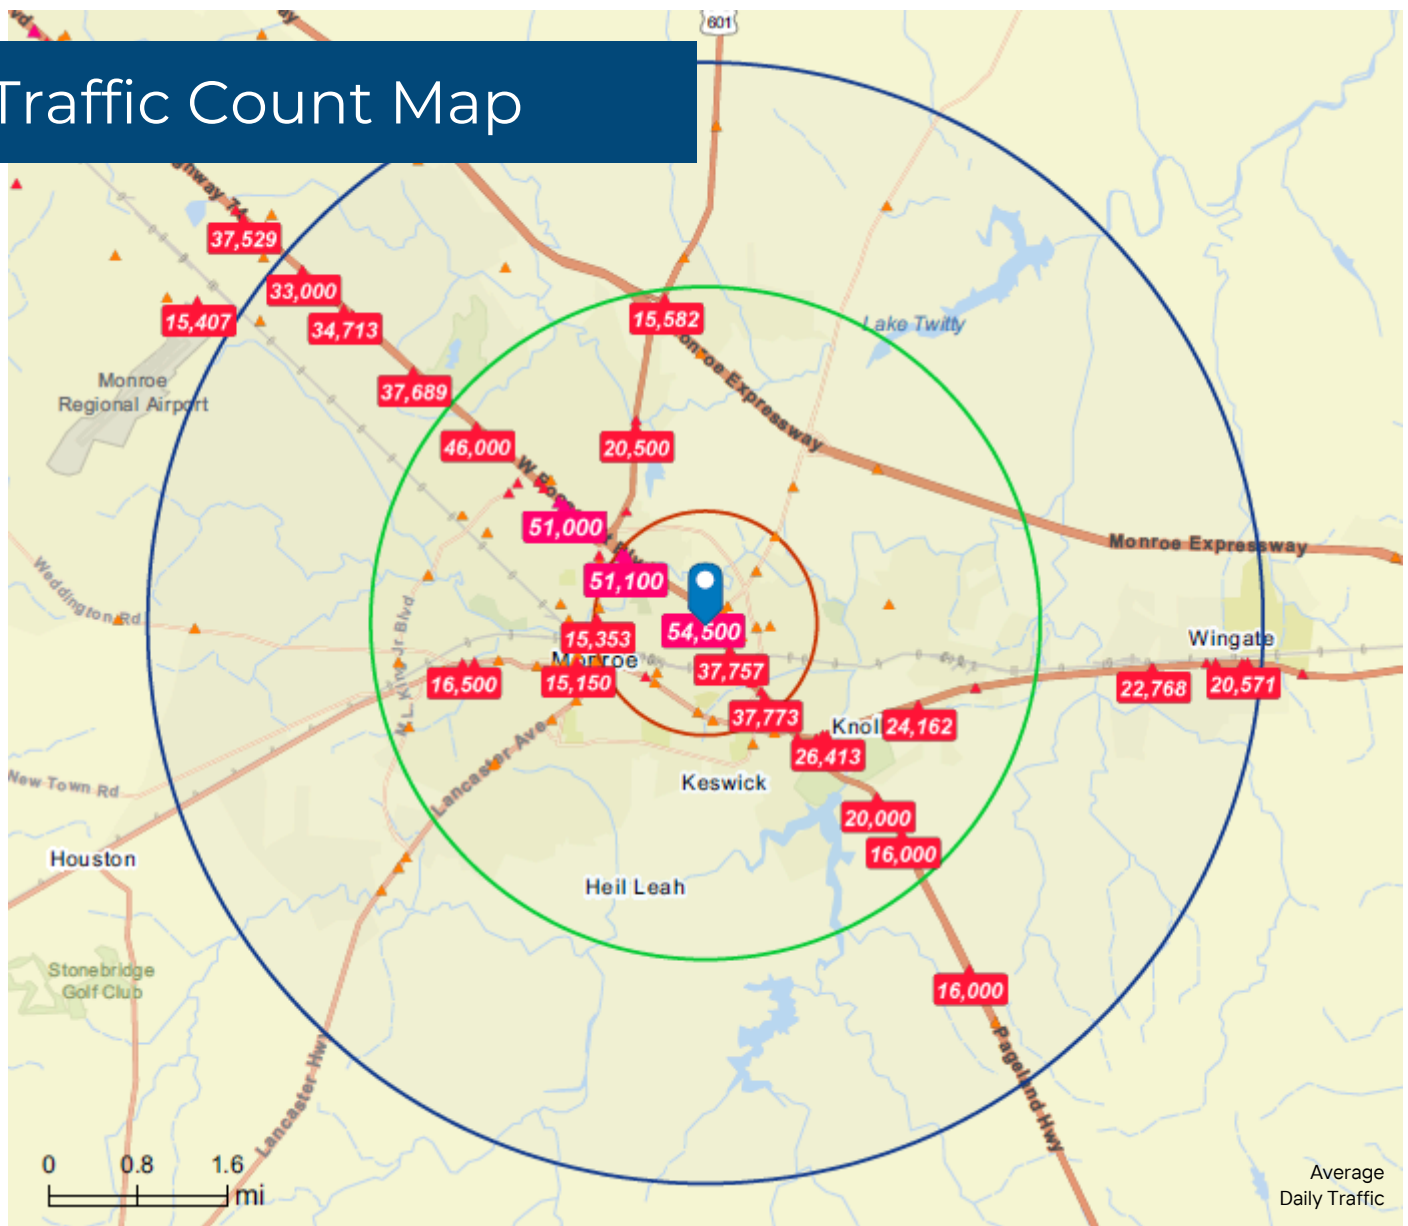 601
Traffic Count Map
37,529
33,000
15,407
34,713
15,582
Lake Twitty
Monroe
Regional Airport
37,689
Monroe Expressway
46,000
20,500
51,000
Monroe Expressway
51,100
Weddington Rd
54,500
15,353
Monroe
Wingate
M L King Jr Blvd
37,757
16,500
15,150
22,768
20,571
37,773
24,162
26,413
Lancaster Ave
New Town Rd
Keswick
20,000
16,000
Houston
Heil Leah
Stonebridge
Golf Club
16,000
Lancaster Hwy
Pageland Hwy
0 0.8 1.6
mi
Average
Daily Traffic